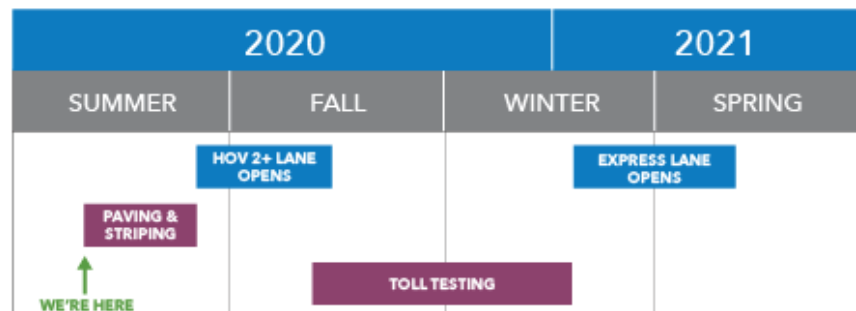 2020 2021
SUMMER FALL WINTER SPRING
HOV 2+ LANE
OPENS
EXPRESS LANE
OPENS
PAVING &
STRIPING
TOLL TESTING
WE'RE HERE